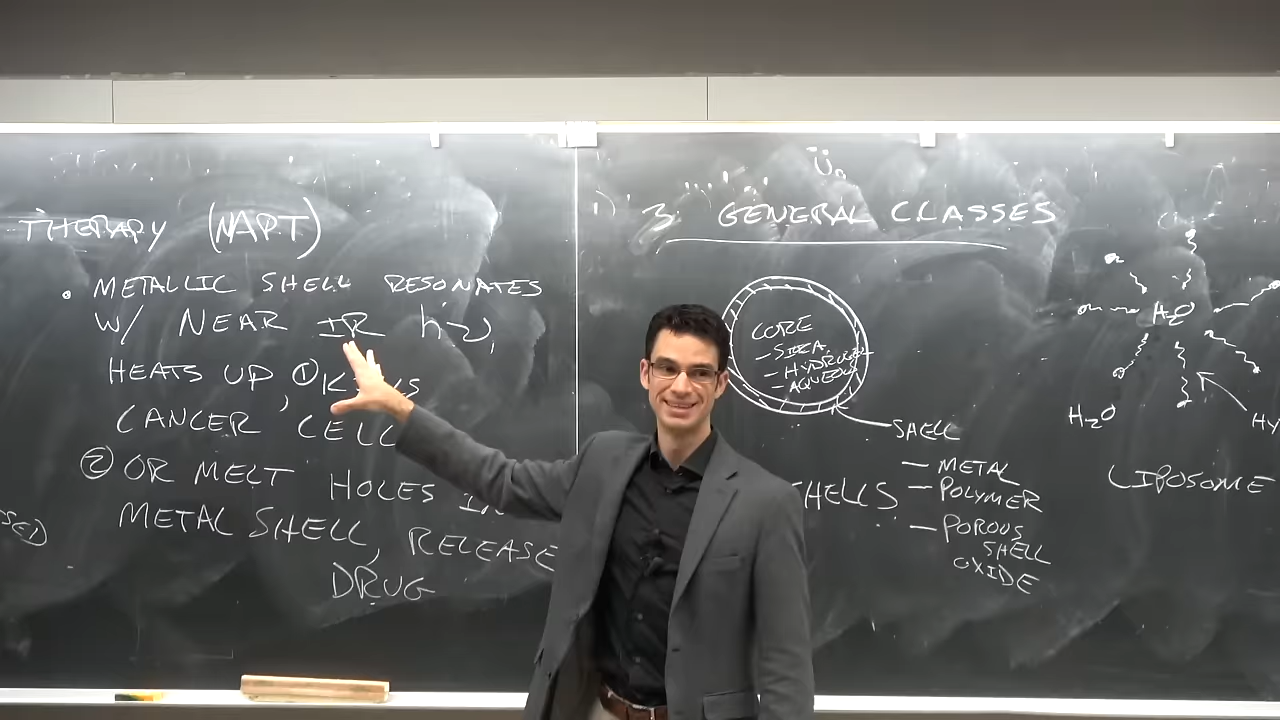 THERAPY (NAPT)
• METALLIC SHELL RESONATES
W/ NEAR IR hν,
HEATS UP, ① KILLS
CANCER CELL
② OR MELT HOLES IN
METAL SHELL, RELEASE
DRUG
3 GENERAL CLASSES
CORE
- SILICA
- HYDROGEL
- AQUEOUS
SHELL
- METAL
- POLYMER
- POROUS
SHELL
OXIDE
SHELLS
H₂O
H₂O
HY
LIPOSOME